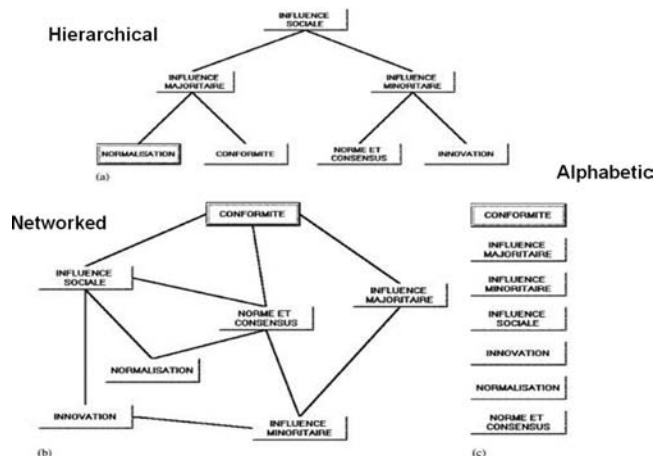 Hierarchical
INFLUENCE
SOCIALE
INFLUENCE
MAJORITAIRE
INFLUENCE
MINORITAIRE
NORMALISATION
CONFORMITE
NORME ET
CONSENSUS
INNOVATION
(a)
Alphabetic
Networked
CONFORMITE
INFLUENCE
SOCIALE
INFLUENCE
MAJORITAIRE
NORME ET
CONSENSUS
NORMALISATION
INNOVATION
INFLUENCE
MINORITAIRE
(b)
CONFORMITE
INFLUENCE
MAJORITAIRE
INFLUENCE
MINORITAIRE
INFLUENCE
SOCIALE
INNOVATION
NORMALISATION
NORME ET
CONSENSUS
(c)